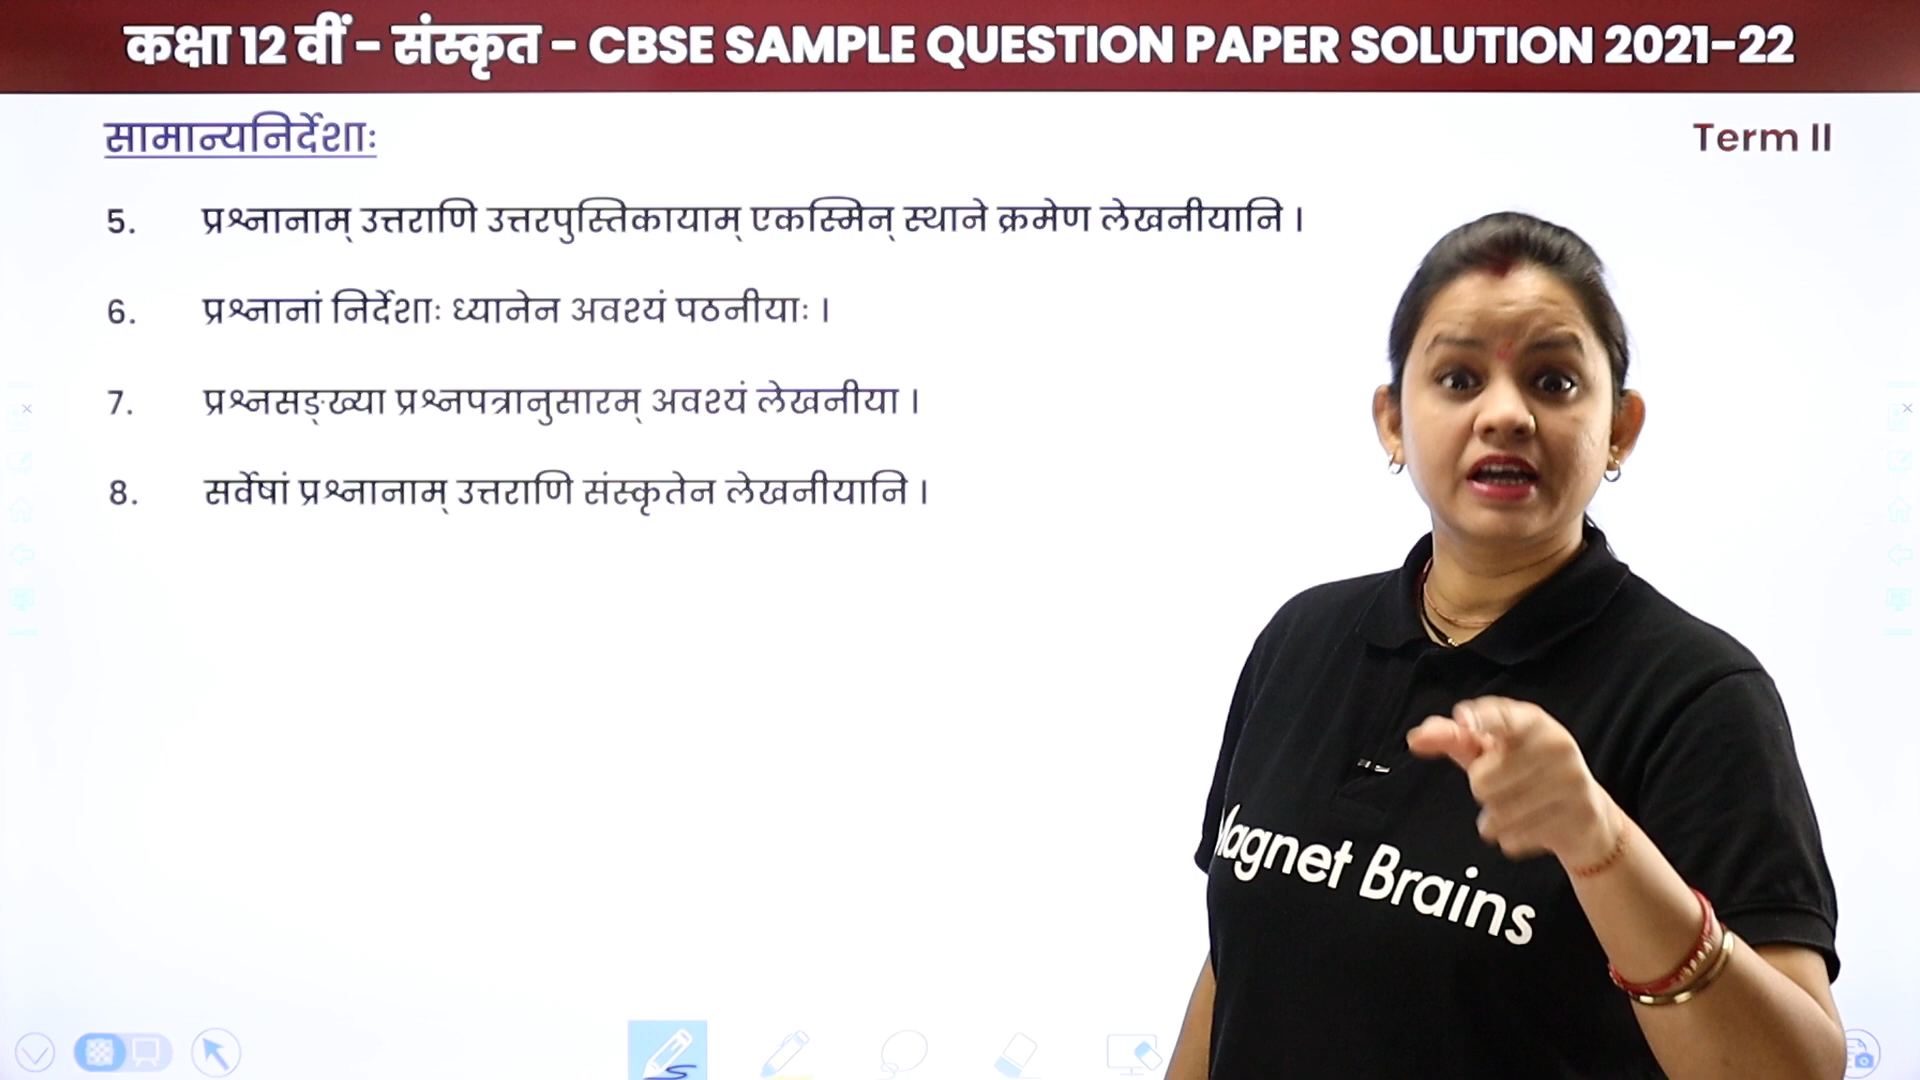 कक्षा 12 वीं - संस्कृत - CBSE SAMPLE QUESTION PAPER SOLUTION 2021-22
सामान्यनिर्देशाः
Term II
5. प्रश्नानाम् उत्तराणि उत्तरपुस्तिकायाम् एकस्मिन् स्थाने क्रमेण लेखनीयानि ।
6. प्रश्नानां निर्देशाः ध्यानेन अवश्यं पठनीयाः ।
7. प्रश्नसङ्ख्या प्रश्नपत्रानुसारम् अवश्यं लेखनीया ।
8. सर्वेषां प्रश्नानाम् उत्तराणि संस्कृतेन लेखनीयानि ।
Magnet Brains